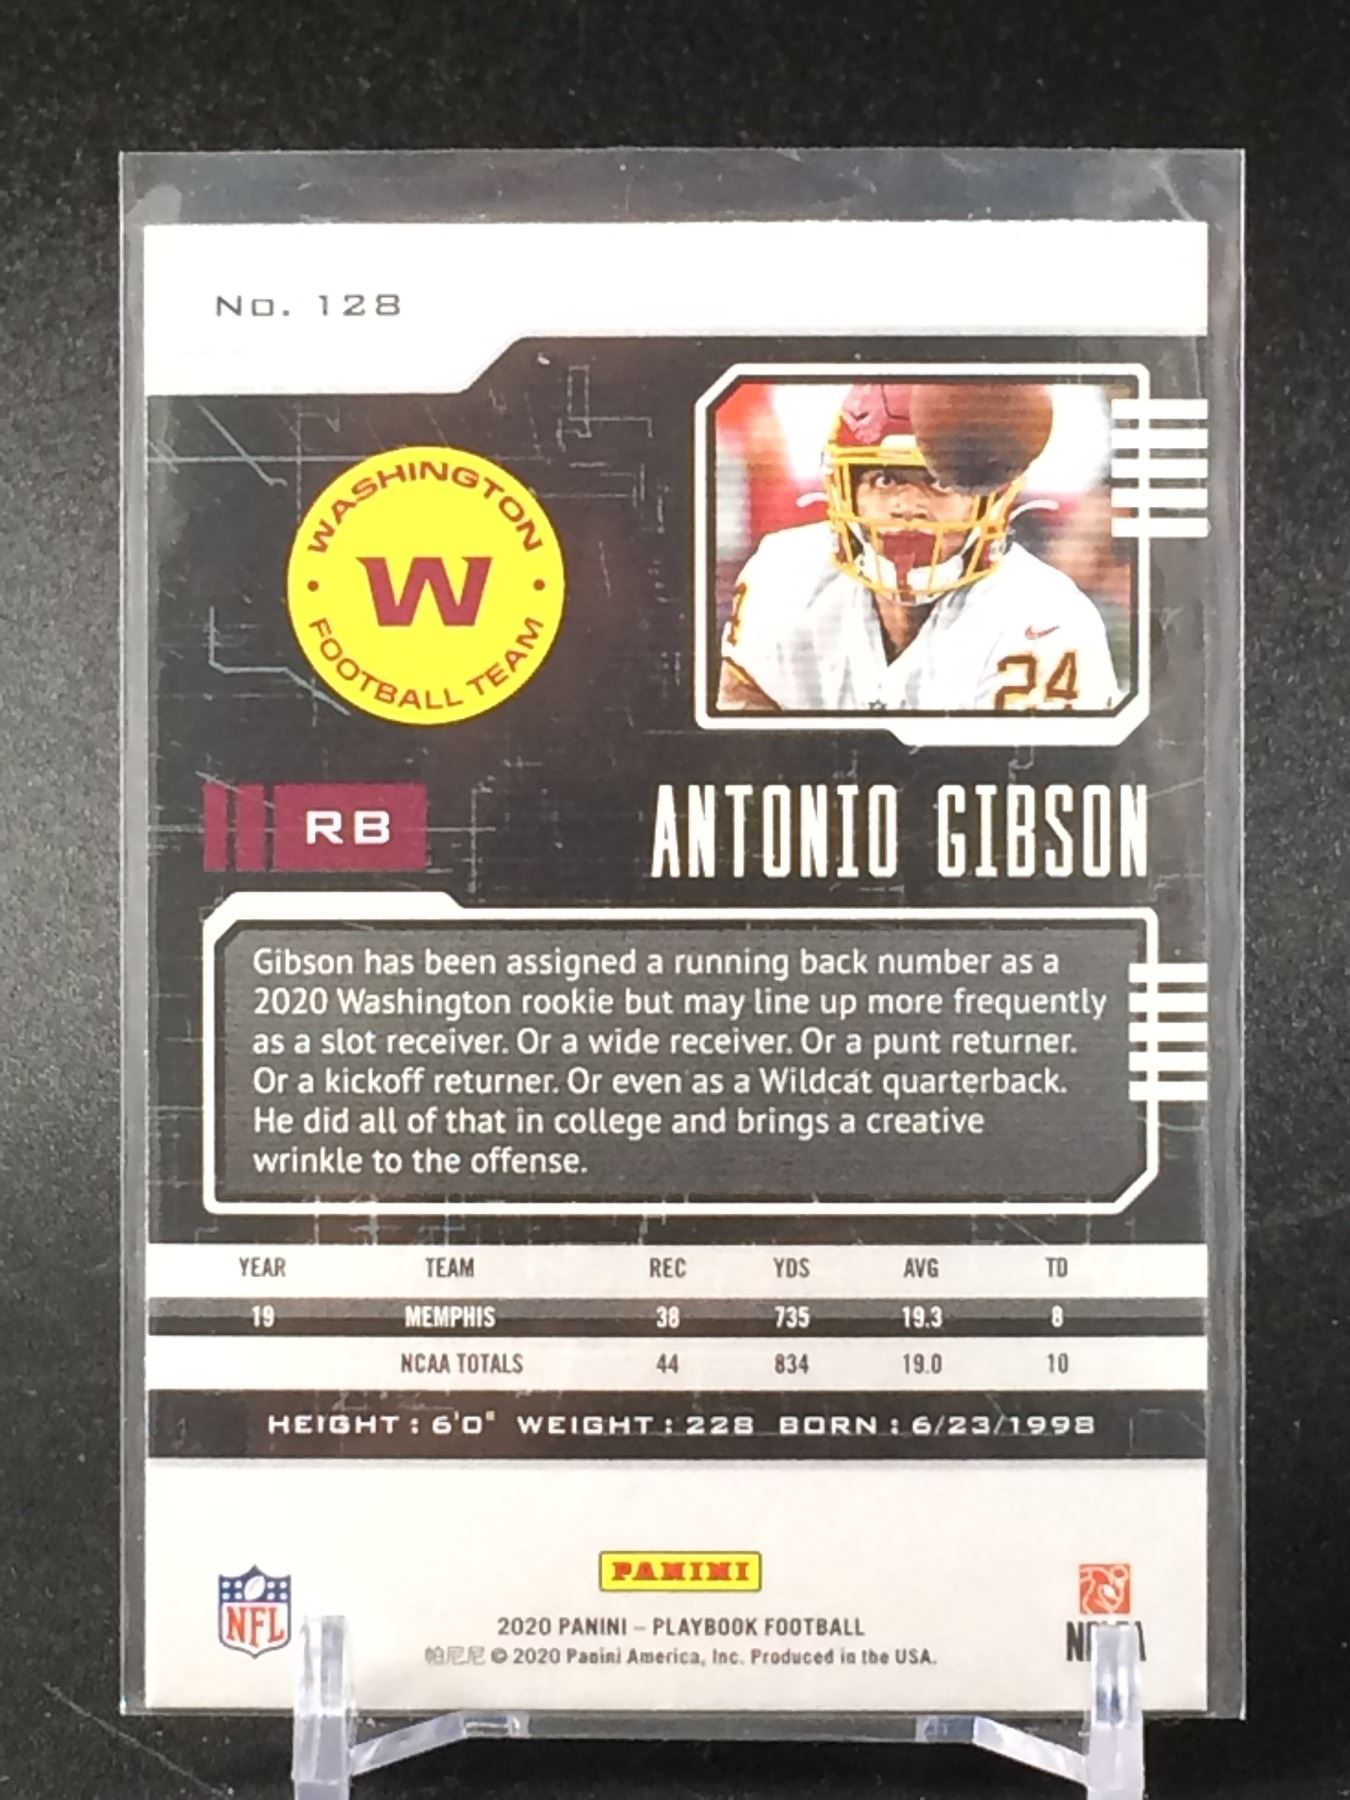 No. 128
WASHINGTON
W
FOOTBALL TEAM
24
RB
ANTONIO GIBSON
Gibson has been assigned a running back number as a
2020 Washington rookie but may line up more frequently
as a slot receiver. Or a wide receiver. Or a punt returner.
Or a kickoff returner. Or even as a Wildcat quarterback.
He did all of that in college and brings a creative
wrinkle to the offense.
YEAR TEAM REC YDS AVG TD
19 MEMPHIS 38 735 19.3 8
NCAA TOTALS 44 834 19.0 10
HEIGHT : 6'0" WEIGHT : 228 BORN : 6/23/1998
PANINI
NFL
2020 PANINI – PLAYBOOK FOOTBALL
帕尼尼 © 2020 Panini America, Inc. Produced in the USA.